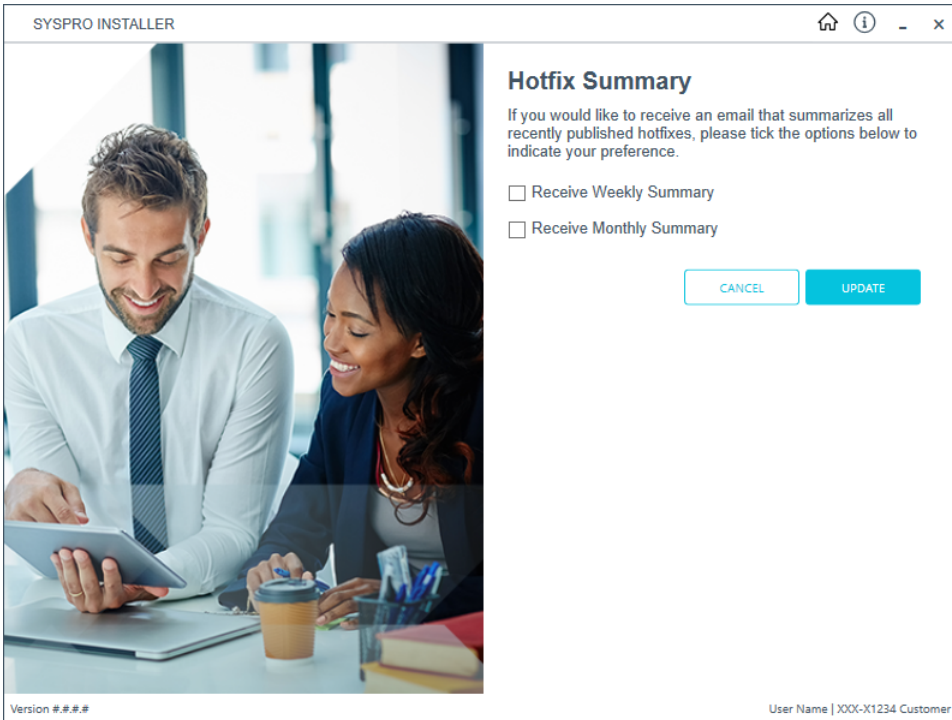 SYSPRO INSTALLER
Hotfix Summary
If you would like to receive an email that summarizes all
recently published hotfixes, please tick the options below to
indicate your preference.
Receive Weekly Summary
Receive Monthly Summary
CANCEL
UPDATE
Version #.#.#.#
User Name | XXX-X1234 Customer